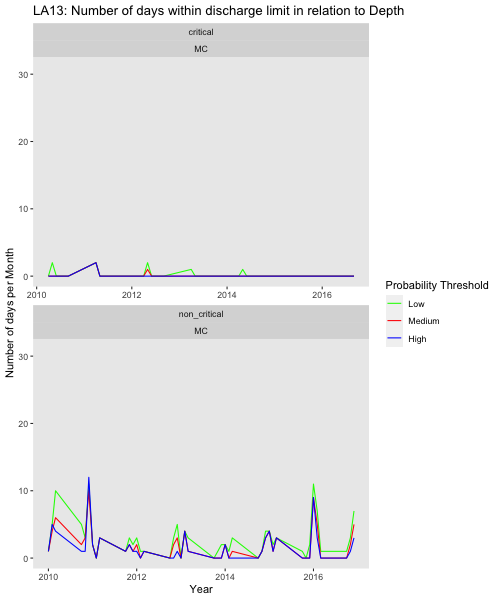 LA13: Number of days within discharge limit in relation to Depth
critical
MC
30
20
10
0
2010 2012 2014 2016
Number of days per Month
Probability Threshold
Low
Medium
High
non_critical
MC
30
20
10
0
2010 2012 2014 2016
Year